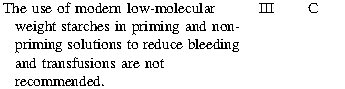 The use of modern low-molecular III C
weight starches in priming and non-
priming solutions to reduce bleeding
and transfusions are not
recommended.